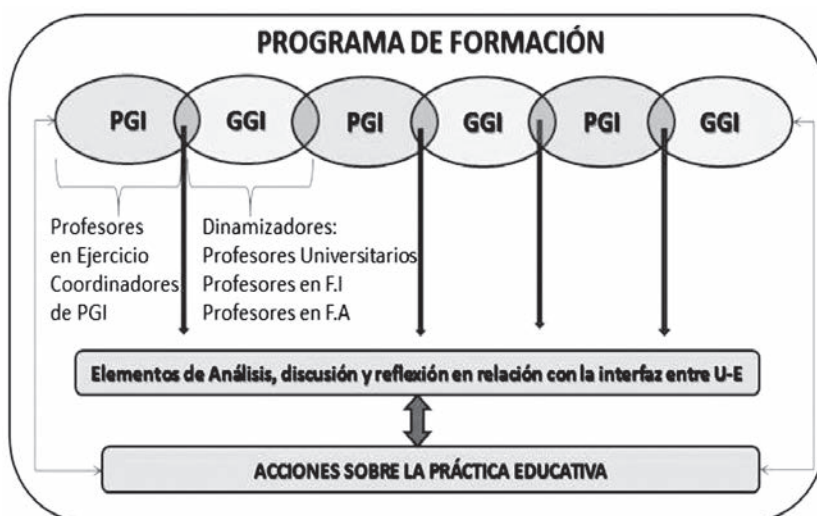 PROGRAMA DE FORMACIÓN
PGI GGI PGI GGI PGI GGI
Profesores
en Ejercicio
Coordinadores
de PGI
Dinamizadores:
Profesores Universitarios
Profesores en F.I
Profesores en F.A
Elementos de Análisis, discusión y reflexión en relación con la interfaz entre U-E
ACCIONES SOBRE LA PRÁCTICA EDUCATIVA